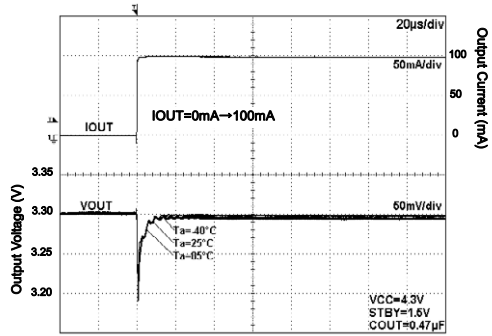 20µs/div
100
50mA/div
50
IOUT=0mA→100mA
IOUT
0
Output Current (mA)
3.35
VOUT
50mV/div
3.30
Ta=-40°C
Ta=25°C
Ta=85°C
3.25
3.20
Output Voltage (V)
VCC=4.3V
STBY=1.5V
COUT=0.47µF